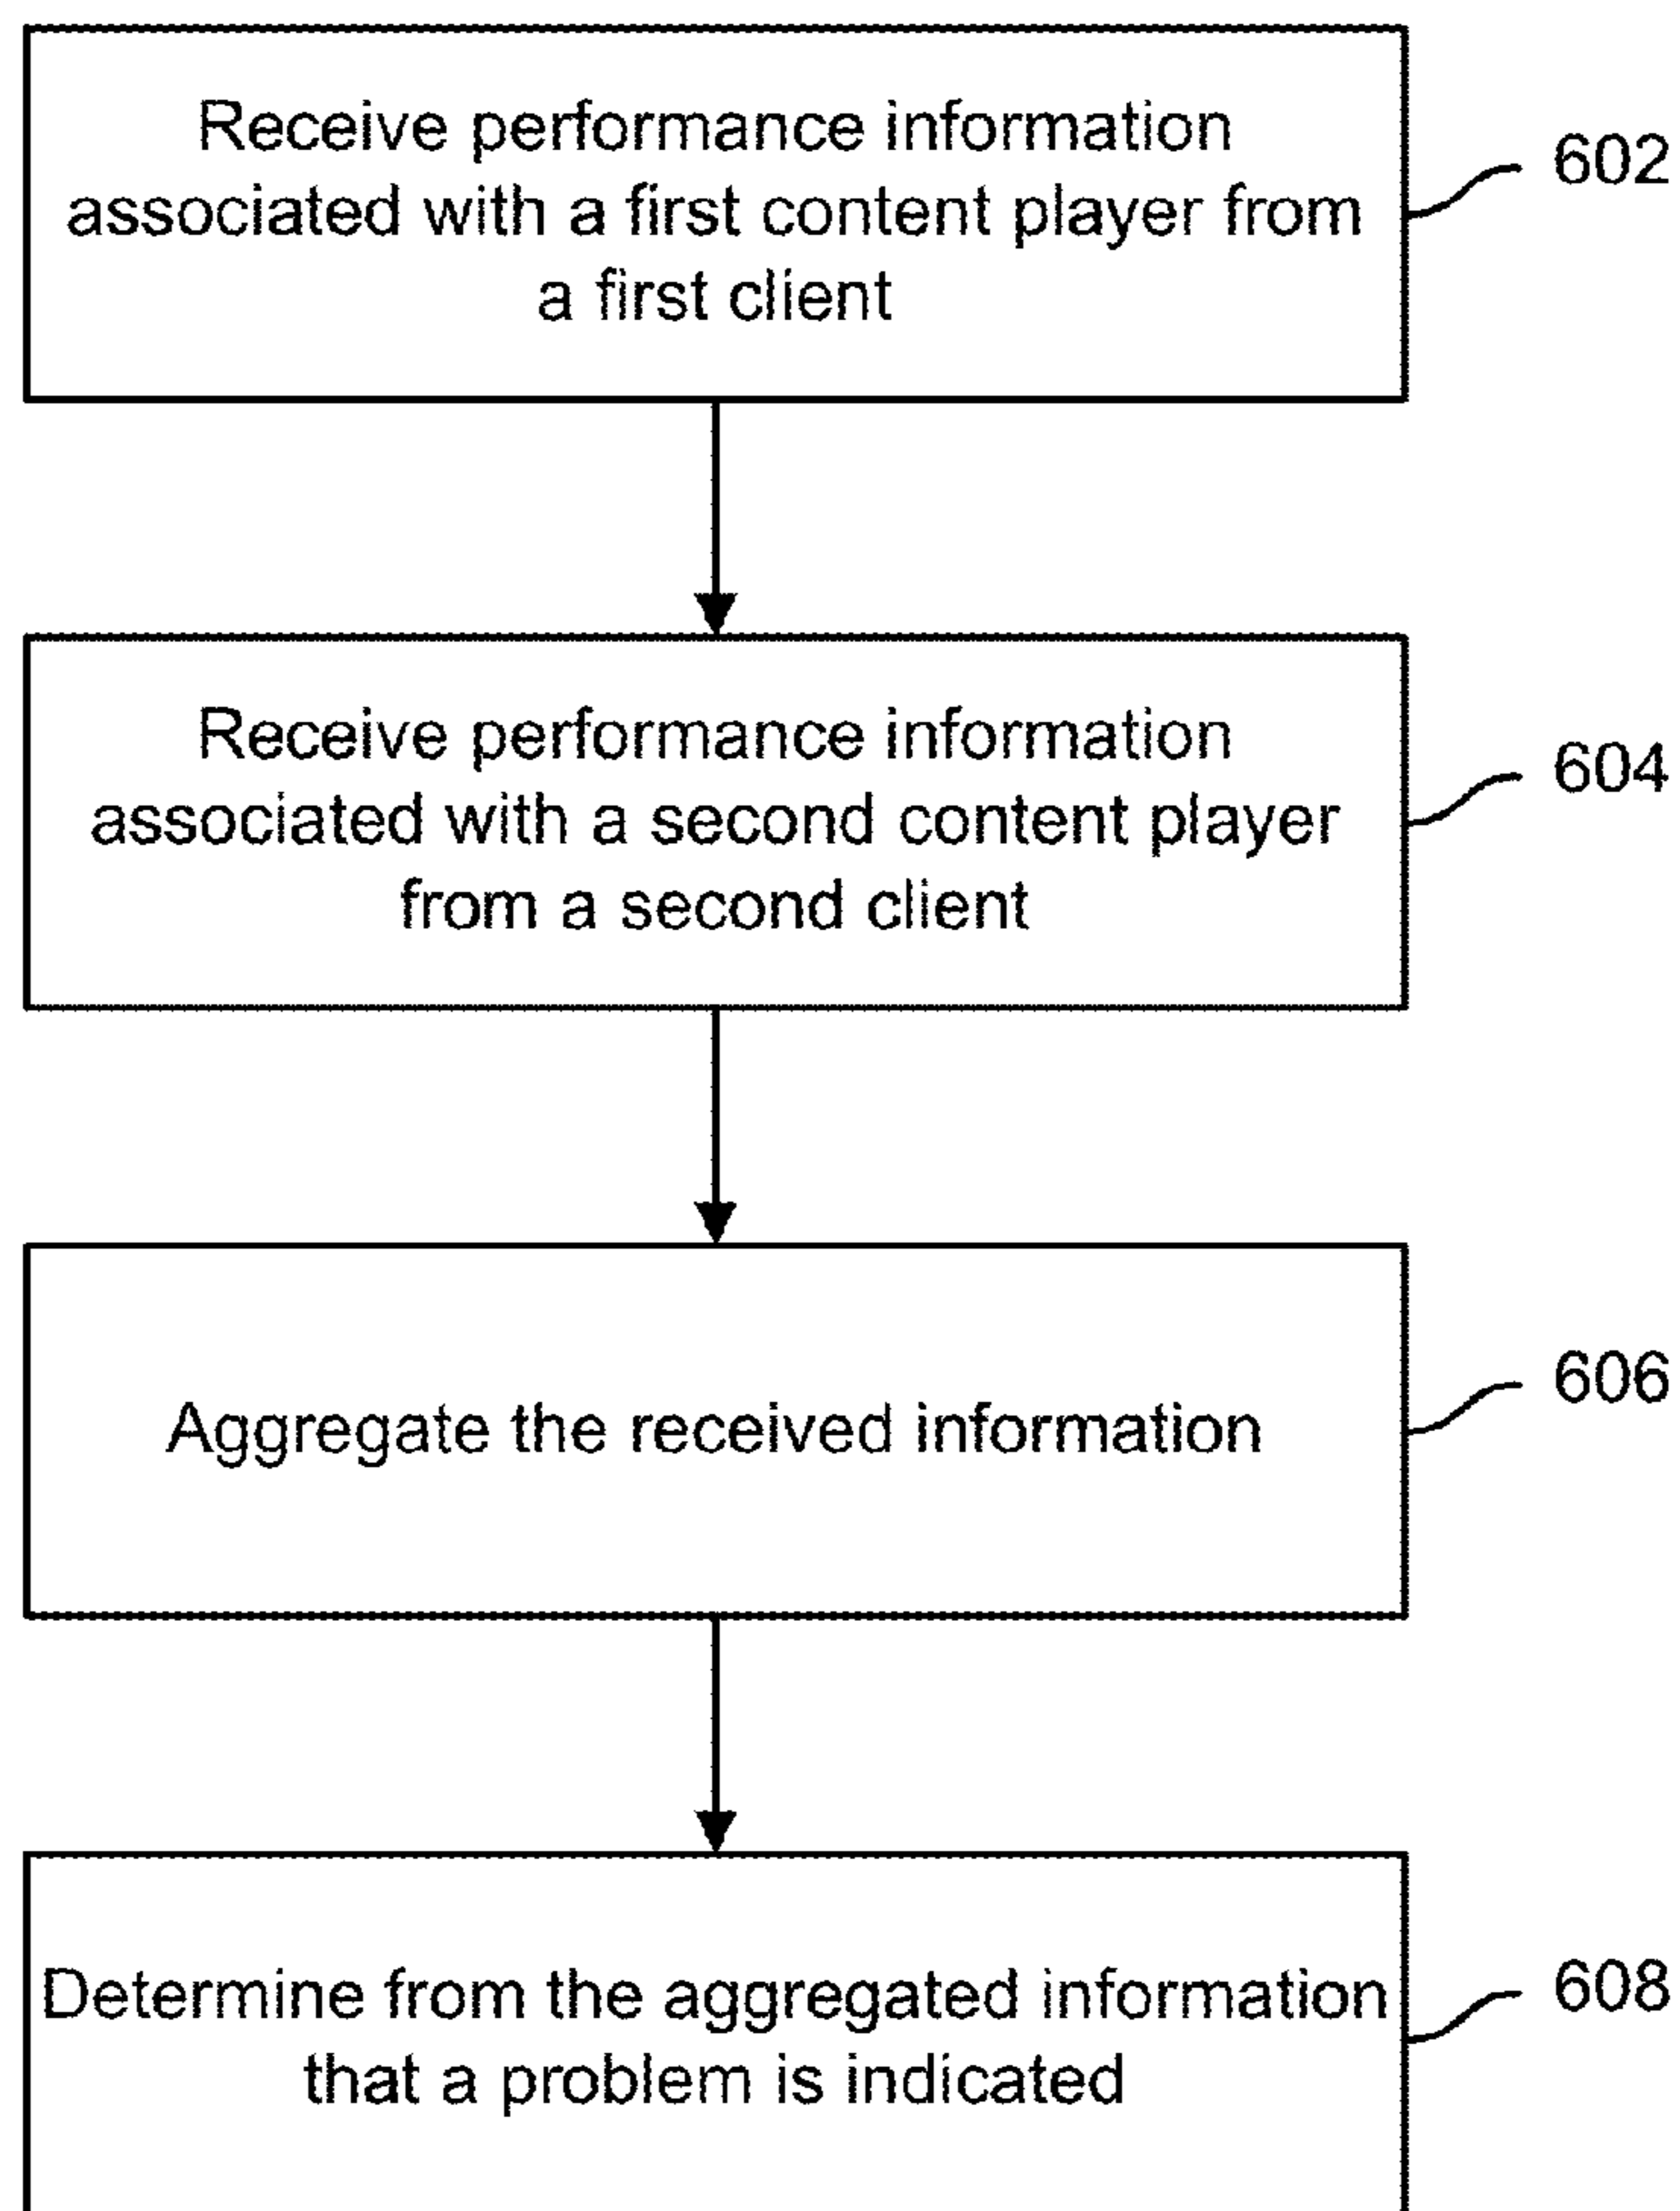 Receive performance information
associated with a first content player from
a first client
602
Receive performance information
associated with a second content player
from a second client
604
Aggregate the received information
606
Determine from the aggregated information
that a problem is indicated
608